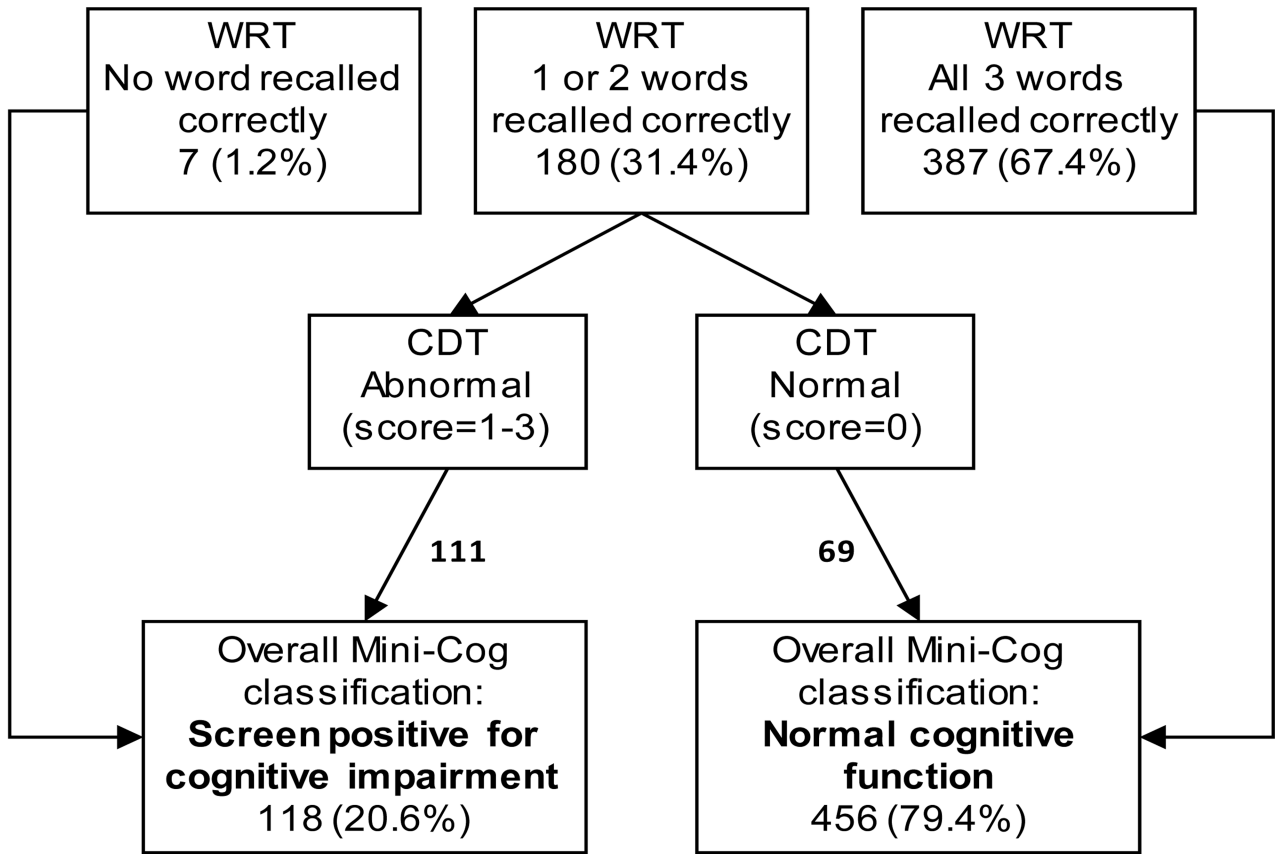 WRT
No word recalled
correctly
7 (1.2%)
WRT
1 or 2 words
recalled correctly
180 (31.4%)
WRT
All 3 words
recalled correctly
387 (67.4%)
CDT
Abnormal
(score=1-3)
CDT
Normal
(score=0)
111
69
Overall Mini-Cog
classification:
Screen positive for
cognitive impairment
118 (20.6%)
Overall Mini-Cog
classification:
Normal cognitive
function
456 (79.4%)